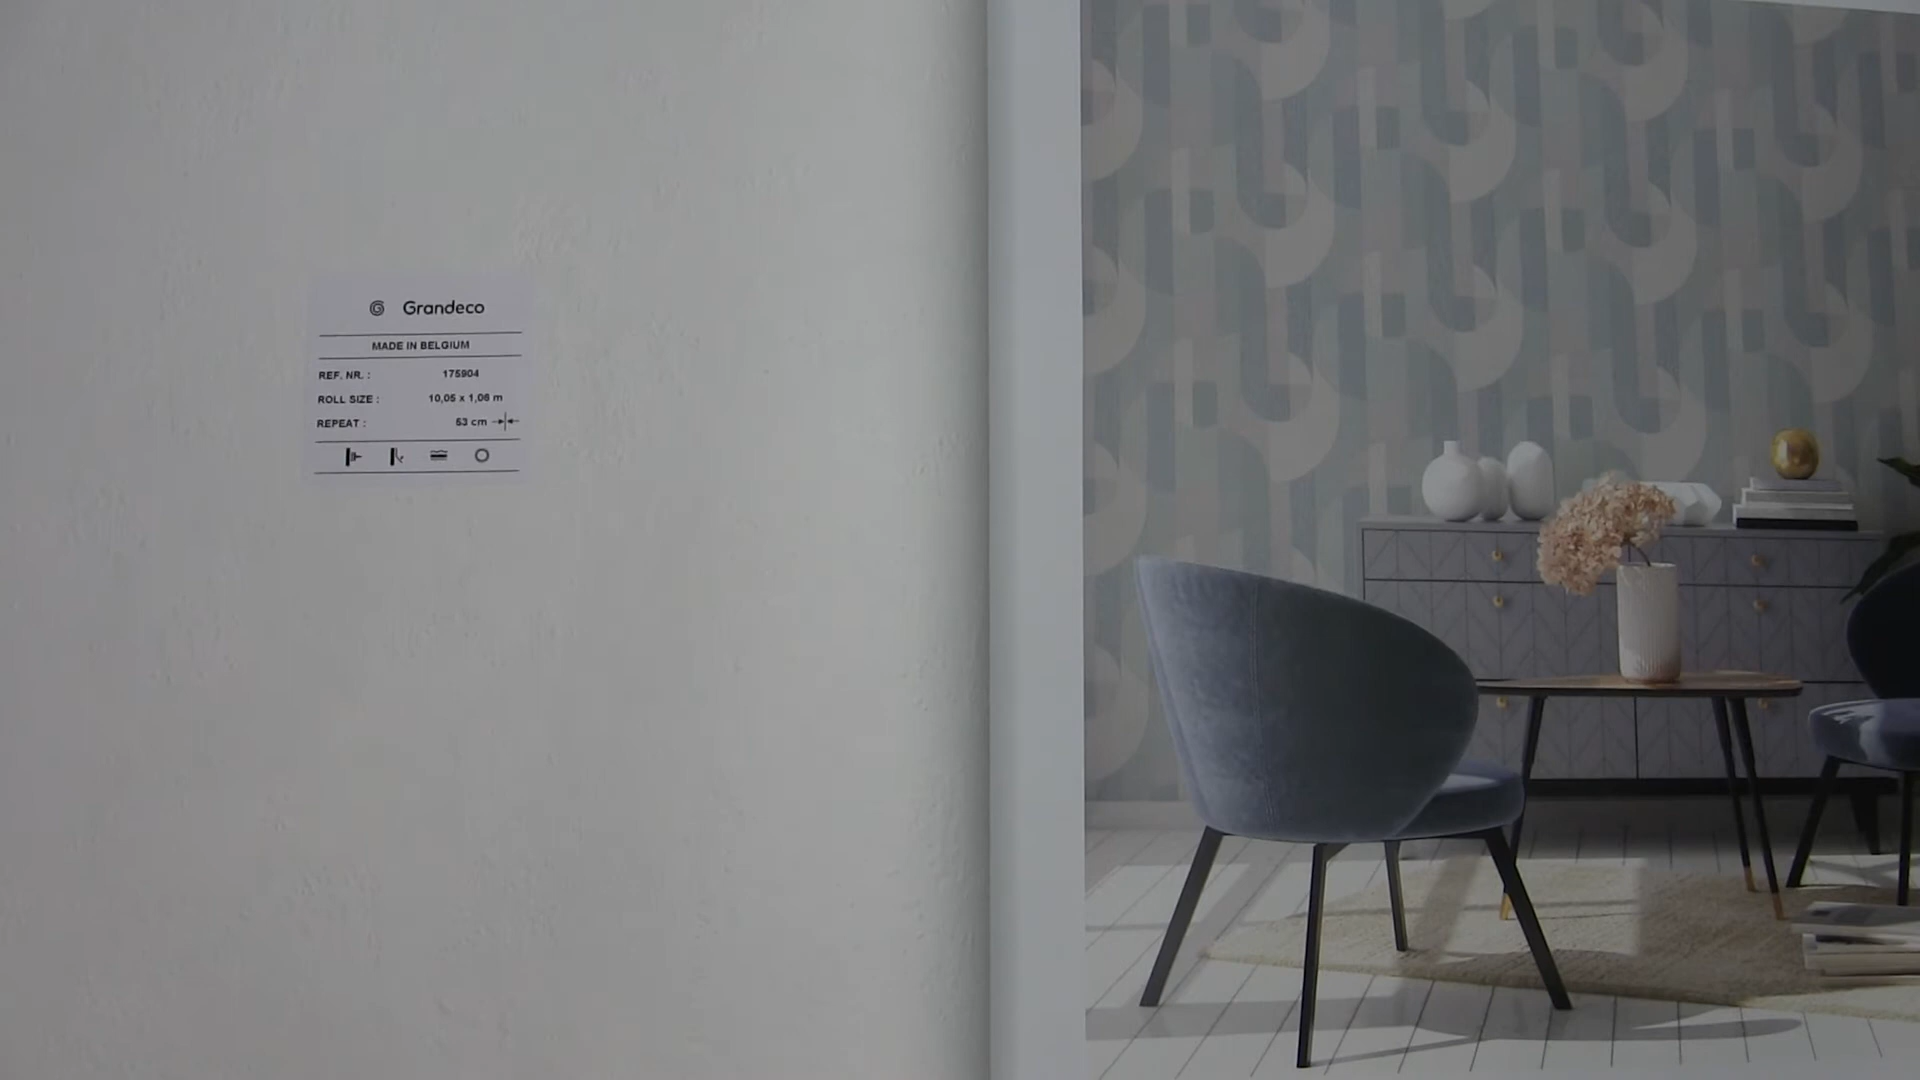 Grandeco
MADE IN BELGIUM
REF. NR. : 175904
ROLL SIZE : 10,05 x 1,06 m
REPEAT : 53 cm